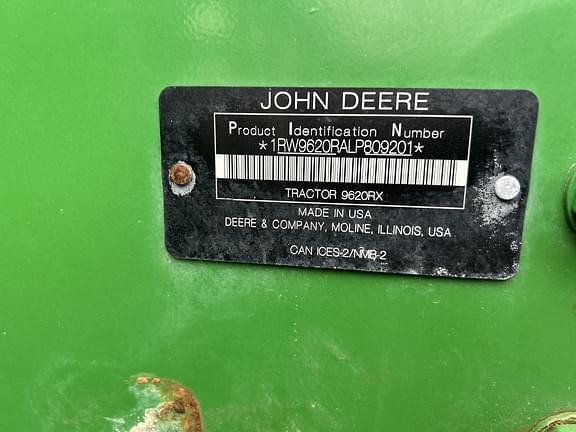 JOHN DEERE
Product Identification Number
*1RW9620RALP809201*
TRACTOR 9620RX
MADE IN USA
DEERE & COMPANY, MOLINE, ILLINOIS, USA
CAN ICES-2/NMB-2